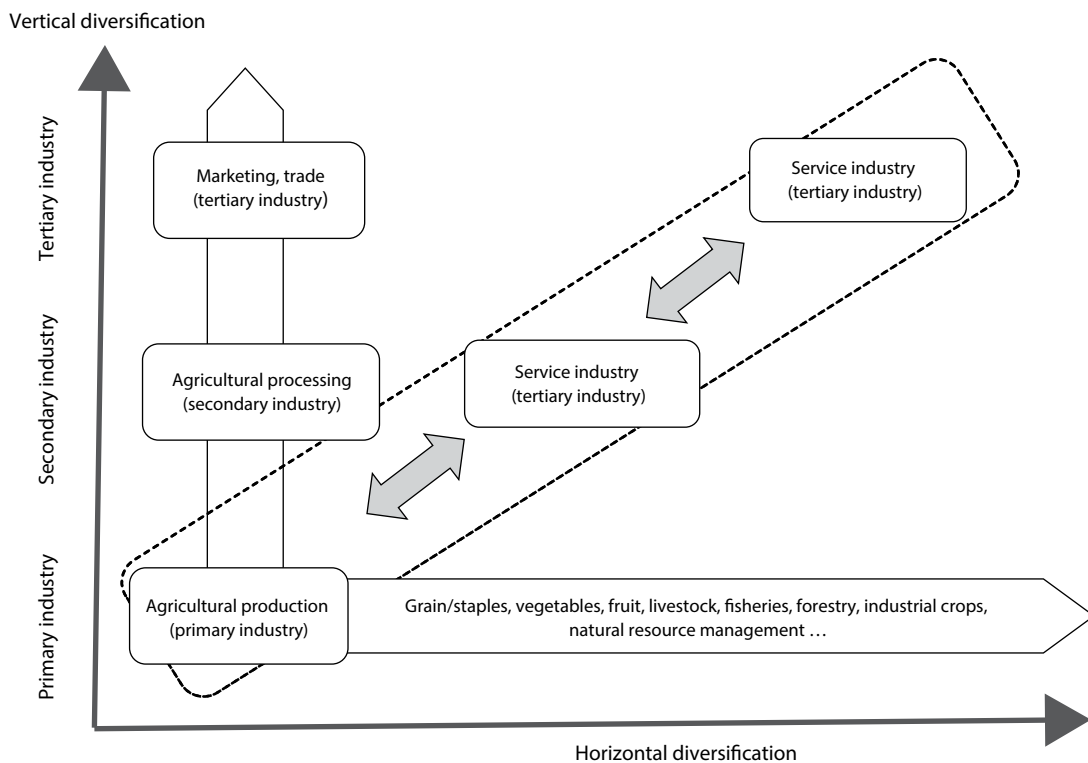 Vertical diversification
Tertiary industry
Secondary industry
Primary industry
Marketing, trade
(tertiary industry)
Service industry
(tertiary industry)
Agricultural processing
(secondary industry)
Service industry
(tertiary industry)
Agricultural production
(primary industry)
Grain/staples, vegetables, fruit, livestock, fisheries, forestry, industrial crops,
natural resource management …
Horizontal diversification